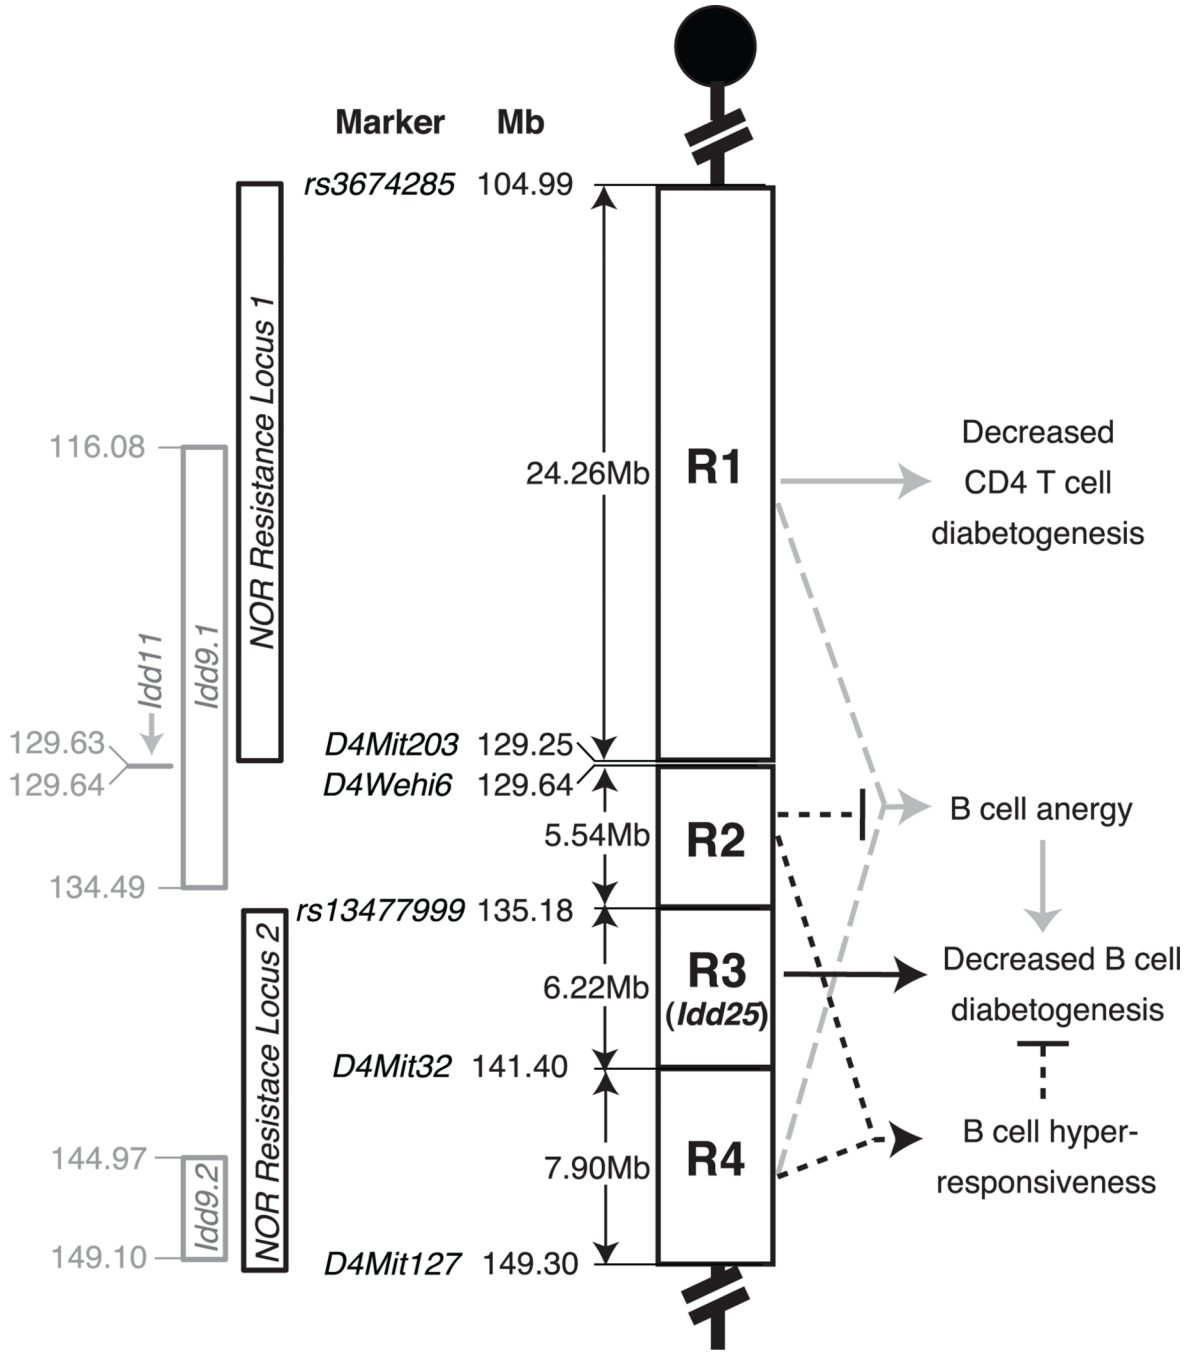 Marker Mb
rs3674285 104.99
NOR Resistance Locus 1
116.08
Decreased
CD4 T cell
diabetogenesis
24.26Mb
R1
Idd11
Idd9.1
129.63
129.64
D4Mit203 129.25
D4Wehi6 129.64
B cell anergy
5.54Mb
R2
134.49
rs13477999 135.18
NOR Resistace Locus 2
Decreased B cell
diabetogenesis
6.22Mb
R3
(Idd25)
D4Mit32 141.40
B cell hyper-
responsiveness
144.97
Idd9.2
149.10
7.90Mb
R4
D4Mit127 149.30